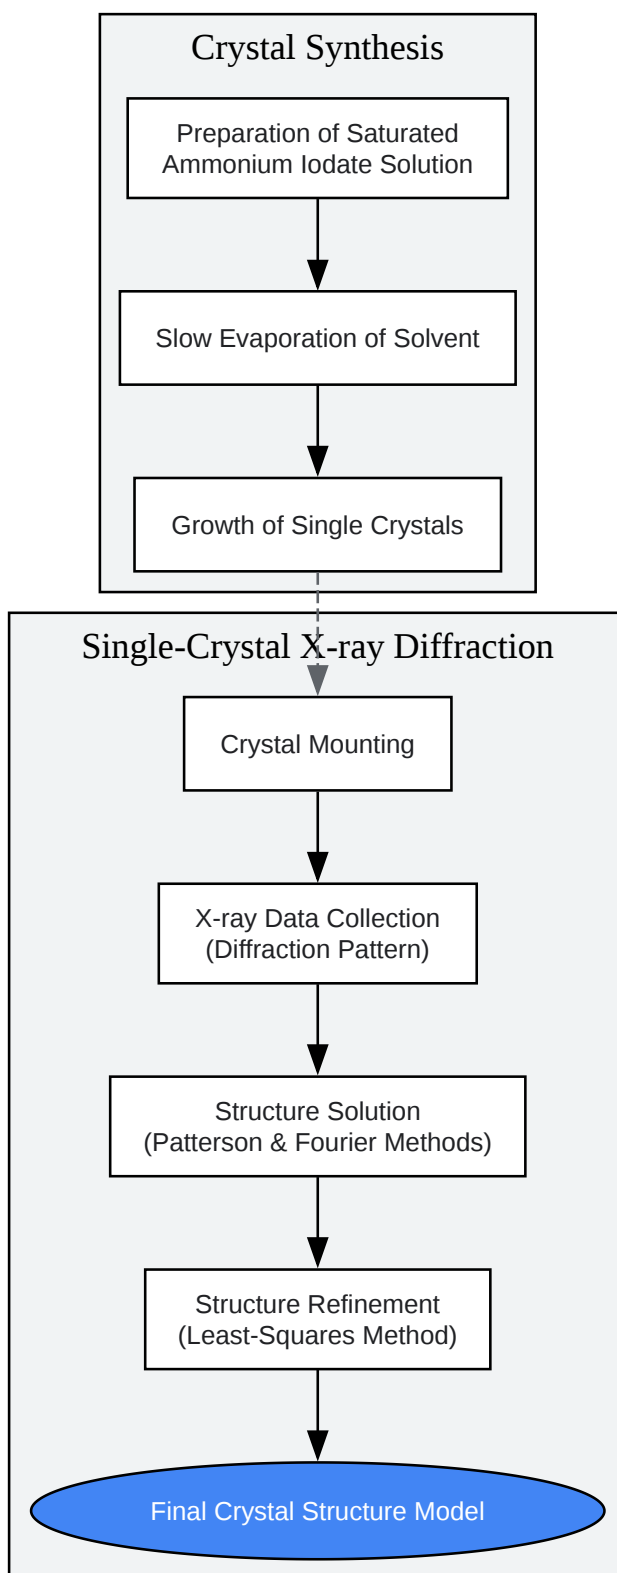 Crystal Synthesis
Preparation of Saturated
Ammonium Iodate Solution
Slow Evaporation of Solvent
Growth of Single Crystals
Single-Crystal X-ray Diffraction
Crystal Mounting
X-ray Data Collection
(Diffraction Pattern)
Structure Solution
(Patterson & Fourier Methods)
Structure Refinement
(Least-Squares Method)
Final Crystal Structure Model